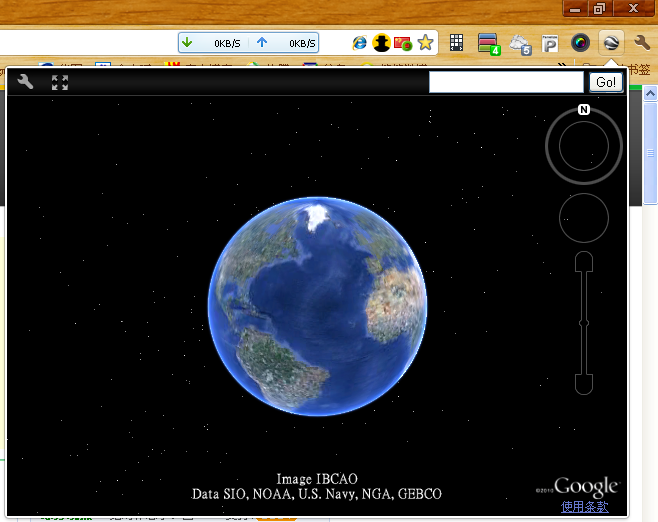 0KB/S 0KB/S
4 5
书签
Go!
N
Image IBCAO
Data SIO, NOAA, U.S. Navy, NGA, GEBCO
©2010 Google
使用条款